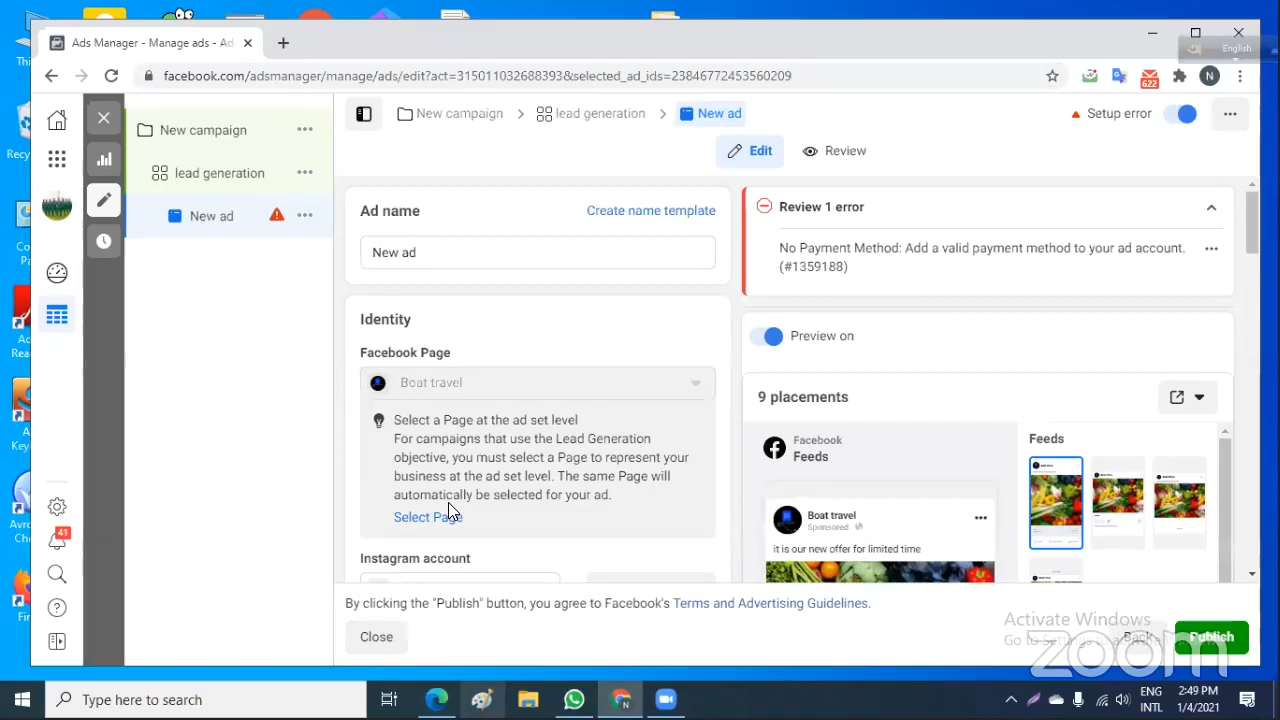 Ads Manager - Manage ads - Ad
English
facebook.com/adsmanager/manage/ads/edit?act=315011032688393&selected_ad_ids=23846772453560209
622
N
New campaign
lead generation
New ad
New campaign
lead generation
New ad
Setup error
Edit
Review
Ad name
Create name template
New ad
Identity
Facebook Page
Boat travel
Select a Page at the ad set level
For campaigns that use the Lead Generation
objective, you must select a Page to represent your
business at the ad set level. The same Page will
automatically be selected for your ad.
Select Page
Instagram account
Review 1 error
No Payment Method: Add a valid payment method to your ad account.
(#1359188)
Preview on
9 placements
Facebook
Feeds
Feeds
Boat travel
Sponsored
it is our new offer for limited time
41
By clicking the "Publish" button, you agree to Facebook's Terms and Advertising Guidelines.
Close
Back
Publish
Activate Windows
zoom
Type here to search
ENG
INTL
2:49 PM
1/4/2021